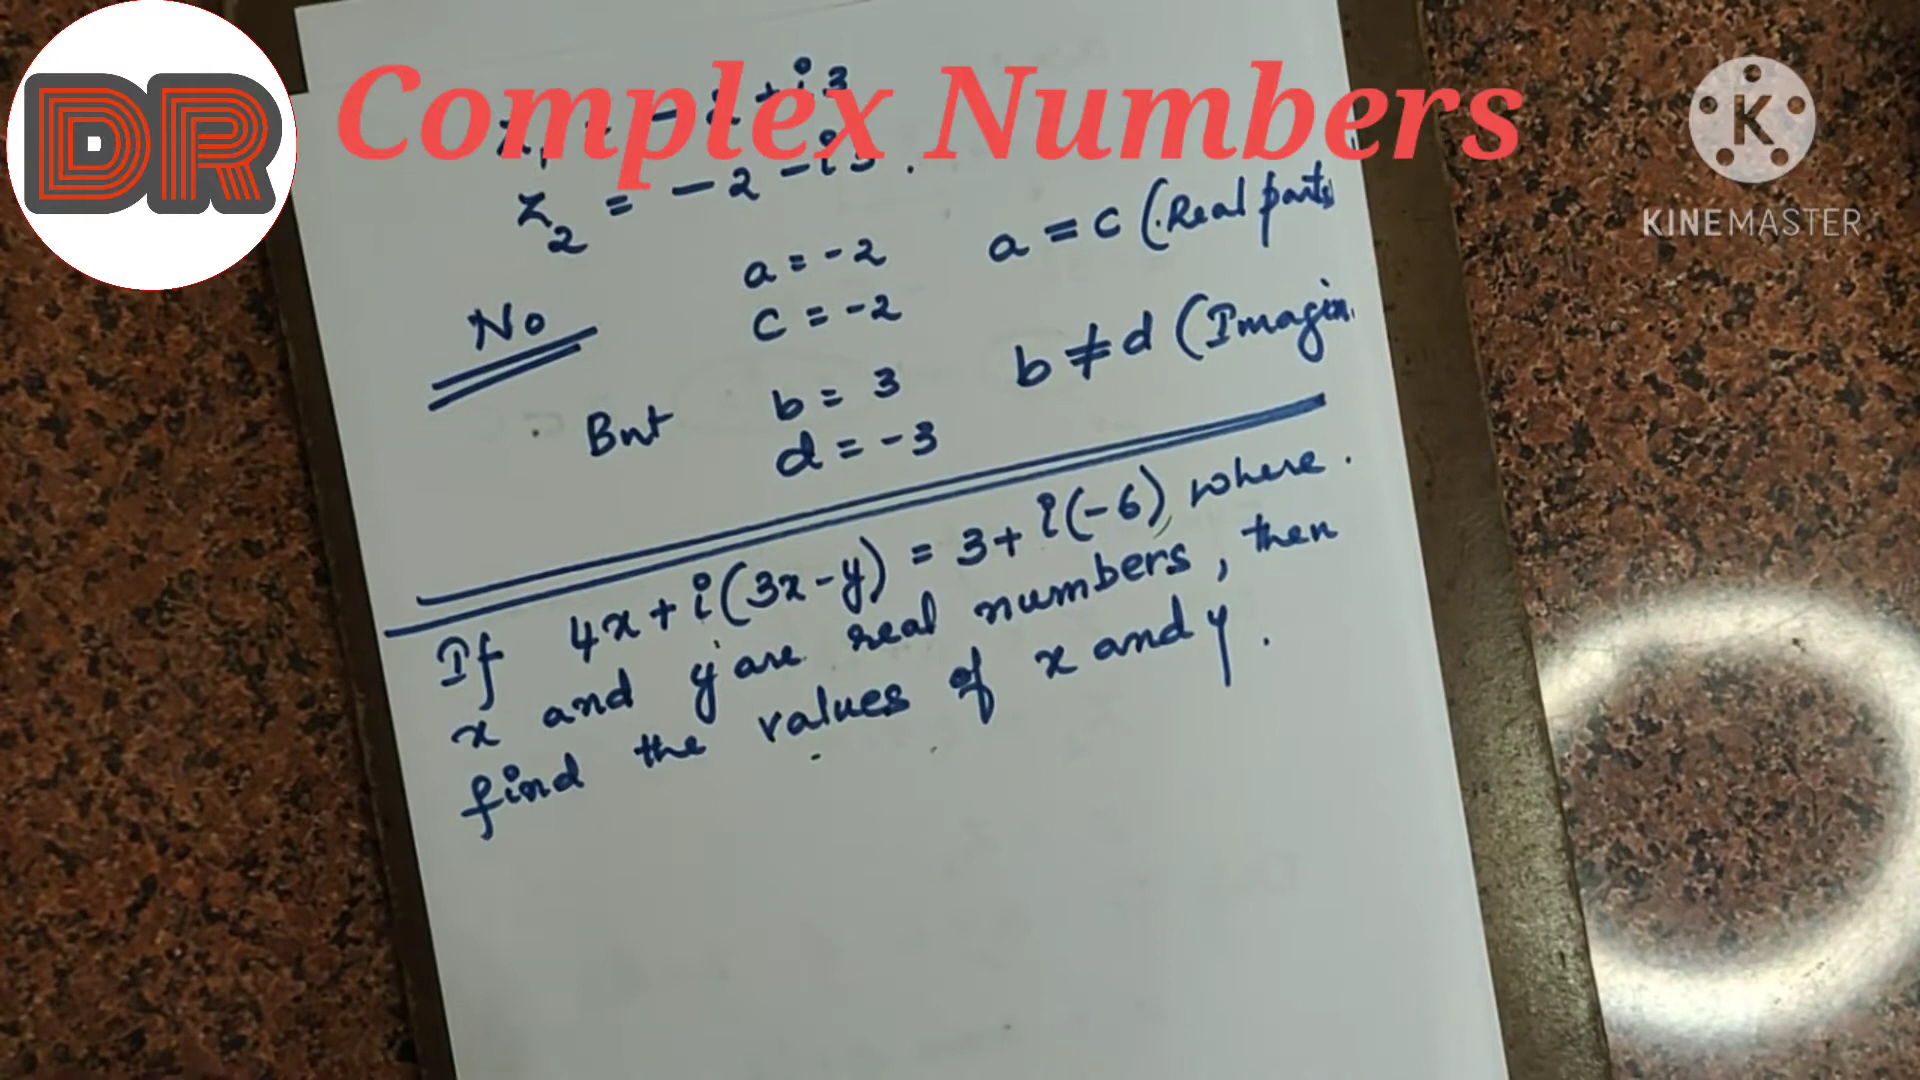 DR
Complex Numbers
K
KINEMASTER
z₂ = -2 -i3.
a = -2
a = c (Real parts
c = -2
No
b = 3
b ≠ d (Imagin.
But
d = -3
If 4x + i(3x-y) = 3 + i(-6) where.
x and y are real numbers, then
find the values of x and y.